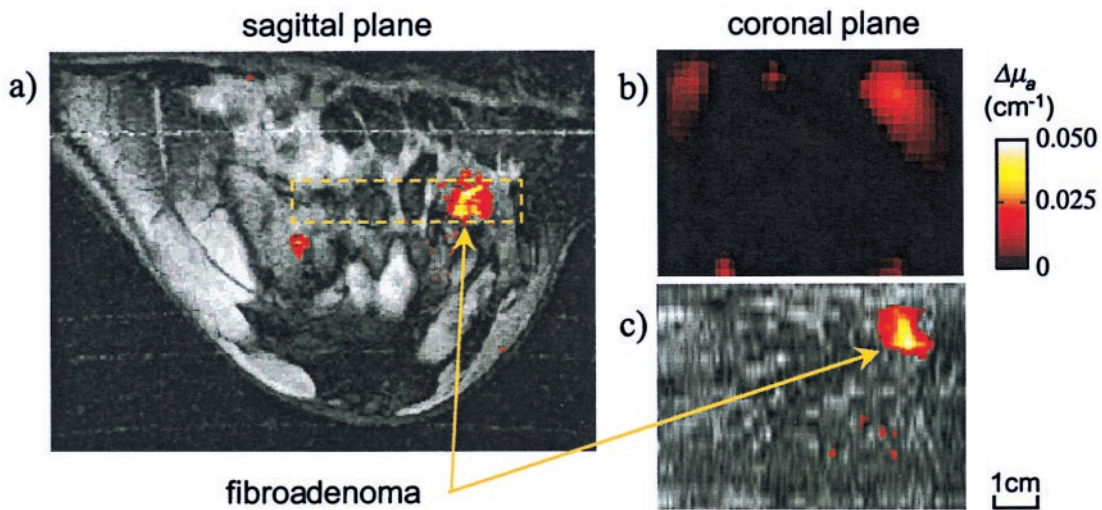 sagittal plane
coronal plane
a)
b)
Δμₐ
(cm⁻¹)
0.050
0.025
0
c)
fibroadenoma
1cm